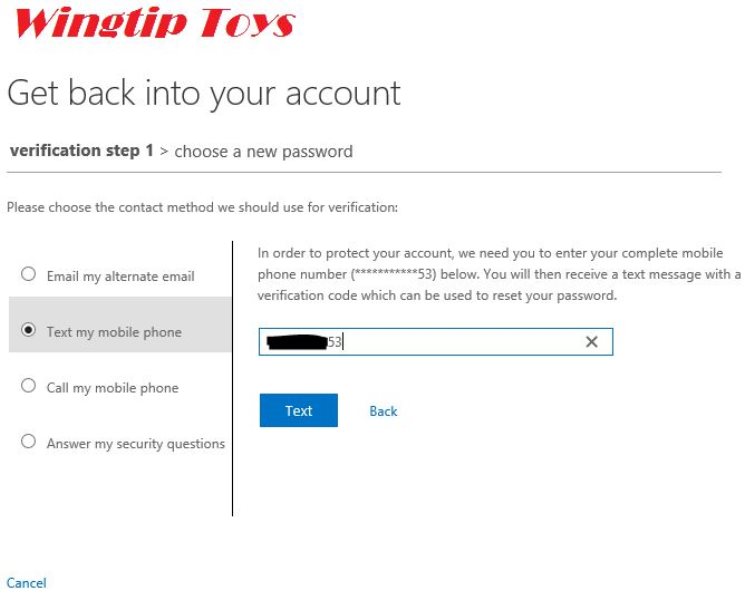 Wingtip Toys
Get back into your account
verification step 1 > choose a new password
Please choose the contact method we should use for verification:
Email my alternate email
Text my mobile phone
Call my mobile phone
Answer my security questions
In order to protect your account, we need you to enter your complete mobile
phone number (***********53) below. You will then receive a text message with a
verification code which can be used to reset your password.
53
Text Back
Cancel